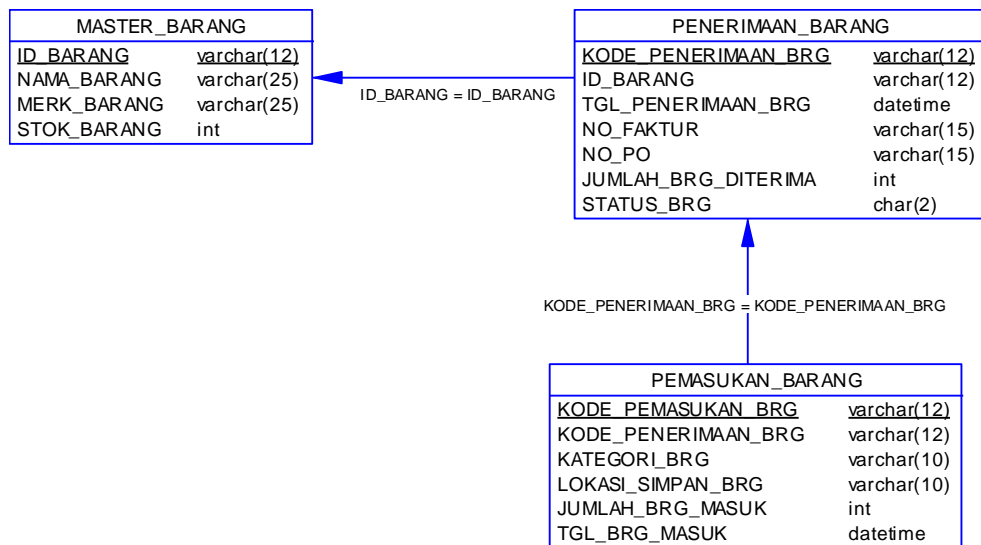 MASTER_BARANG
ID_BARANG varchar(12)
NAMA_BARANG varchar(25)
MERK_BARANG varchar(25)
STOK_BARANG int
ID_BARANG = ID_BARANG
PENERIMAAN_BARANG
KODE_PENERIMAAN_BRG varchar(12)
ID_BARANG varchar(12)
TGL_PENERIMAAN_BRG datetime
NO_FAKTUR varchar(15)
NO_PO varchar(15)
JUMLAH_BRG_DITERIMA int
STATUS_BRG char(2)
KODE_PENERIMAAN_BRG = KODE_PENERIMAAN_BRG
PEMASUKAN_BARANG
KODE_PEMASUKAN_BRG varchar(12)
KODE_PENERIMAAN_BRG varchar(12)
KATEGORI_BRG varchar(10)
LOKASI_SIMPAN_BRG varchar(10)
JUMLAH_BRG_MASUK int
TGL_BRG_MASUK datetime